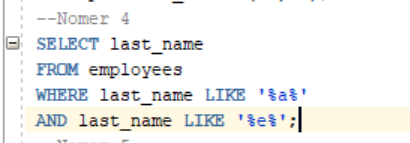 --Nomer 4
SELECT last_name
FROM employees
WHERE last_name LIKE '%a%'
AND last_name LIKE '%e%';